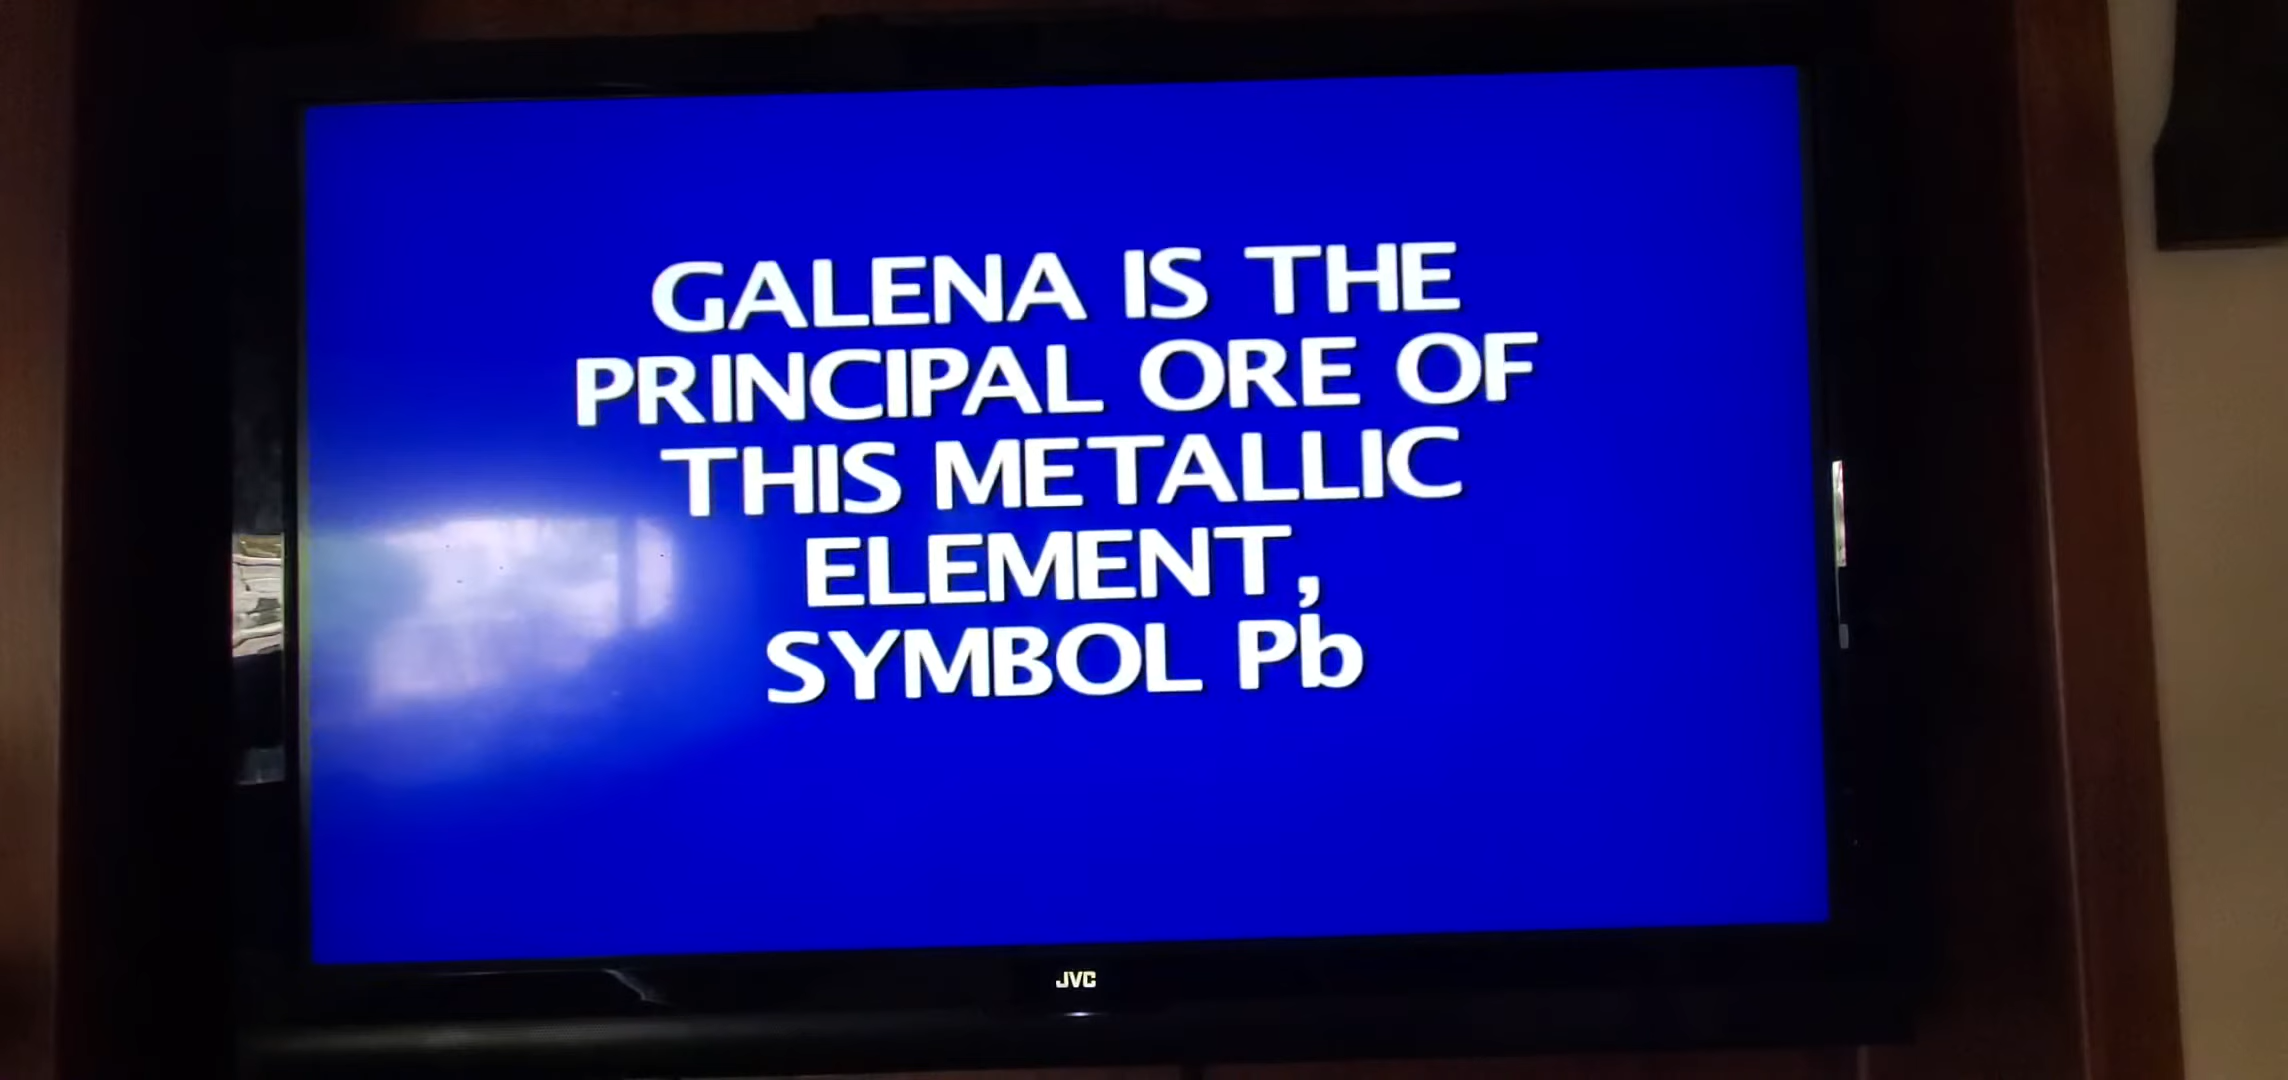 GALENA IS THE
PRINCIPAL ORE OF
THIS METALLIC
ELEMENT,
SYMBOL Pb
JVC